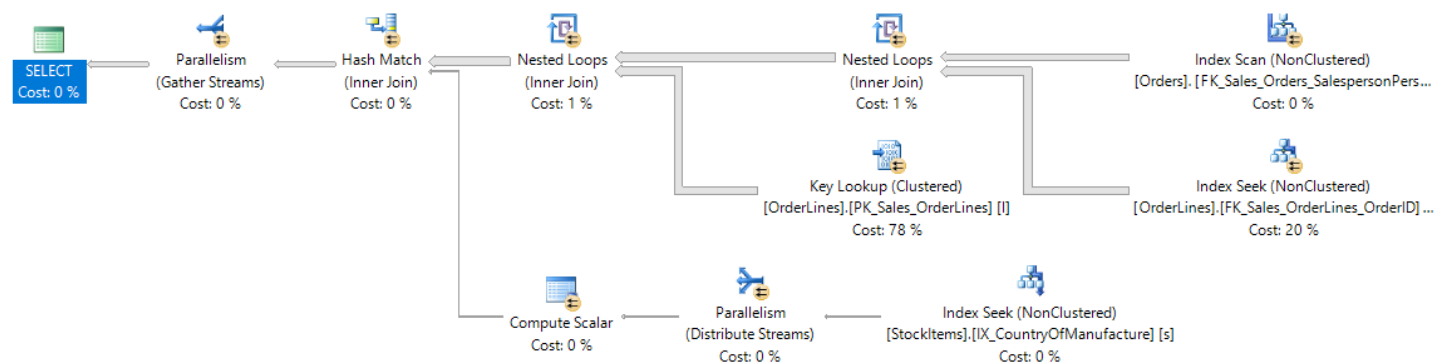 SELECT
Cost: 0 %
Parallelism
(Gather Streams)
Cost: 0 %
Hash Match
(Inner Join)
Cost: 0 %
Nested Loops
(Inner Join)
Cost: 1 %
Nested Loops
(Inner Join)
Cost: 1 %
Index Scan (NonClustered)
[Orders].[FK_Sales_Orders_SalespersonPers...
Cost: 0 %
Key Lookup (Clustered)
[OrderLines].[PK_Sales_OrderLines] [l]
Cost: 78 %
Index Seek (NonClustered)
[OrderLines].[FK_Sales_OrderLines_OrderID] ...
Cost: 20 %
Compute Scalar
Cost: 0 %
Parallelism
(Distribute Streams)
Cost: 0 %
Index Seek (NonClustered)
[StockItems].[IX_CountryOfManufacture] [s]
Cost: 0 %